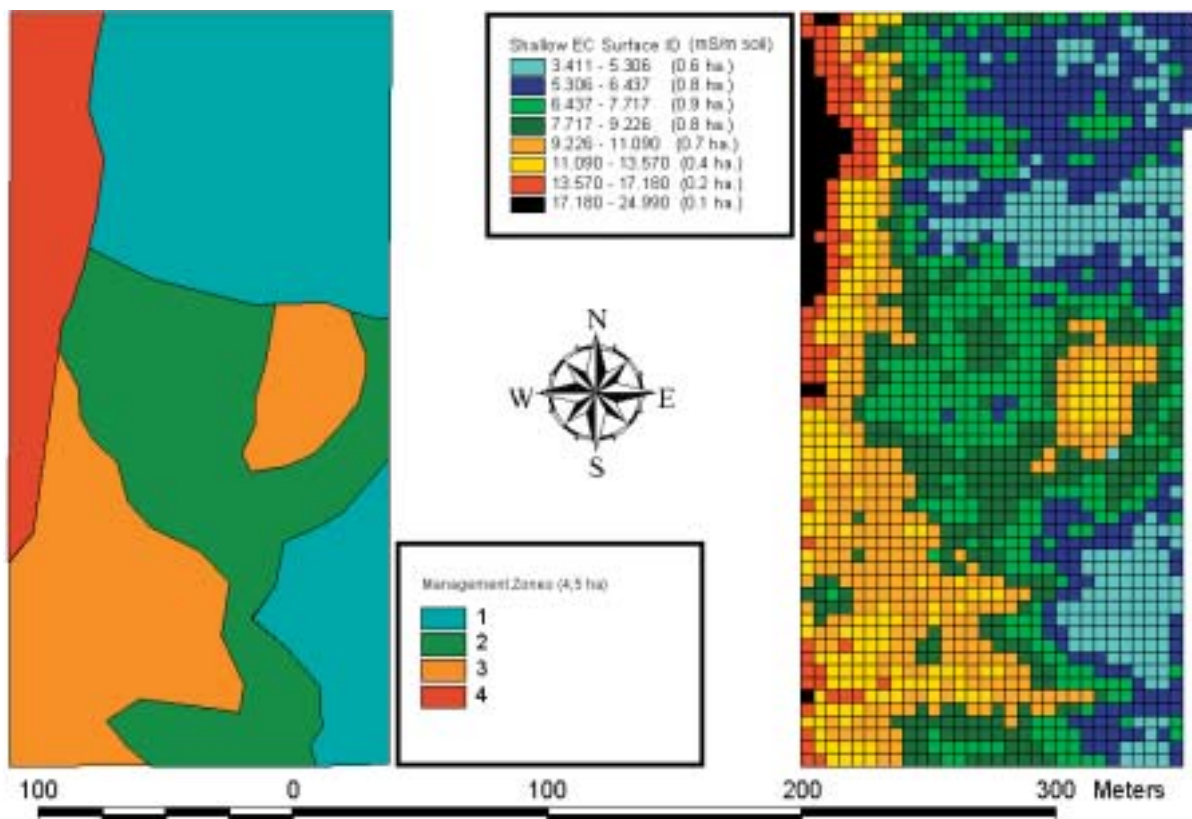 Shallow EC Surface ID (mS/m soil)
3.411 - 5.306 (0.6 ha.)
5.306 - 6.437 (0.8 ha.)
6.437 - 7.717 (0.9 ha.)
7.717 - 9.226 (0.8 ha.)
9.226 - 11.090 (0.7 ha.)
11.090 - 13.570 (0.4 ha.)
13.570 - 17.180 (0.2 ha.)
17.180 - 24.990 (0.1 ha.)
N
W E
S
Management Zones (4,5 ha)
1
2
3
4
100 0 100 200 300 Meters